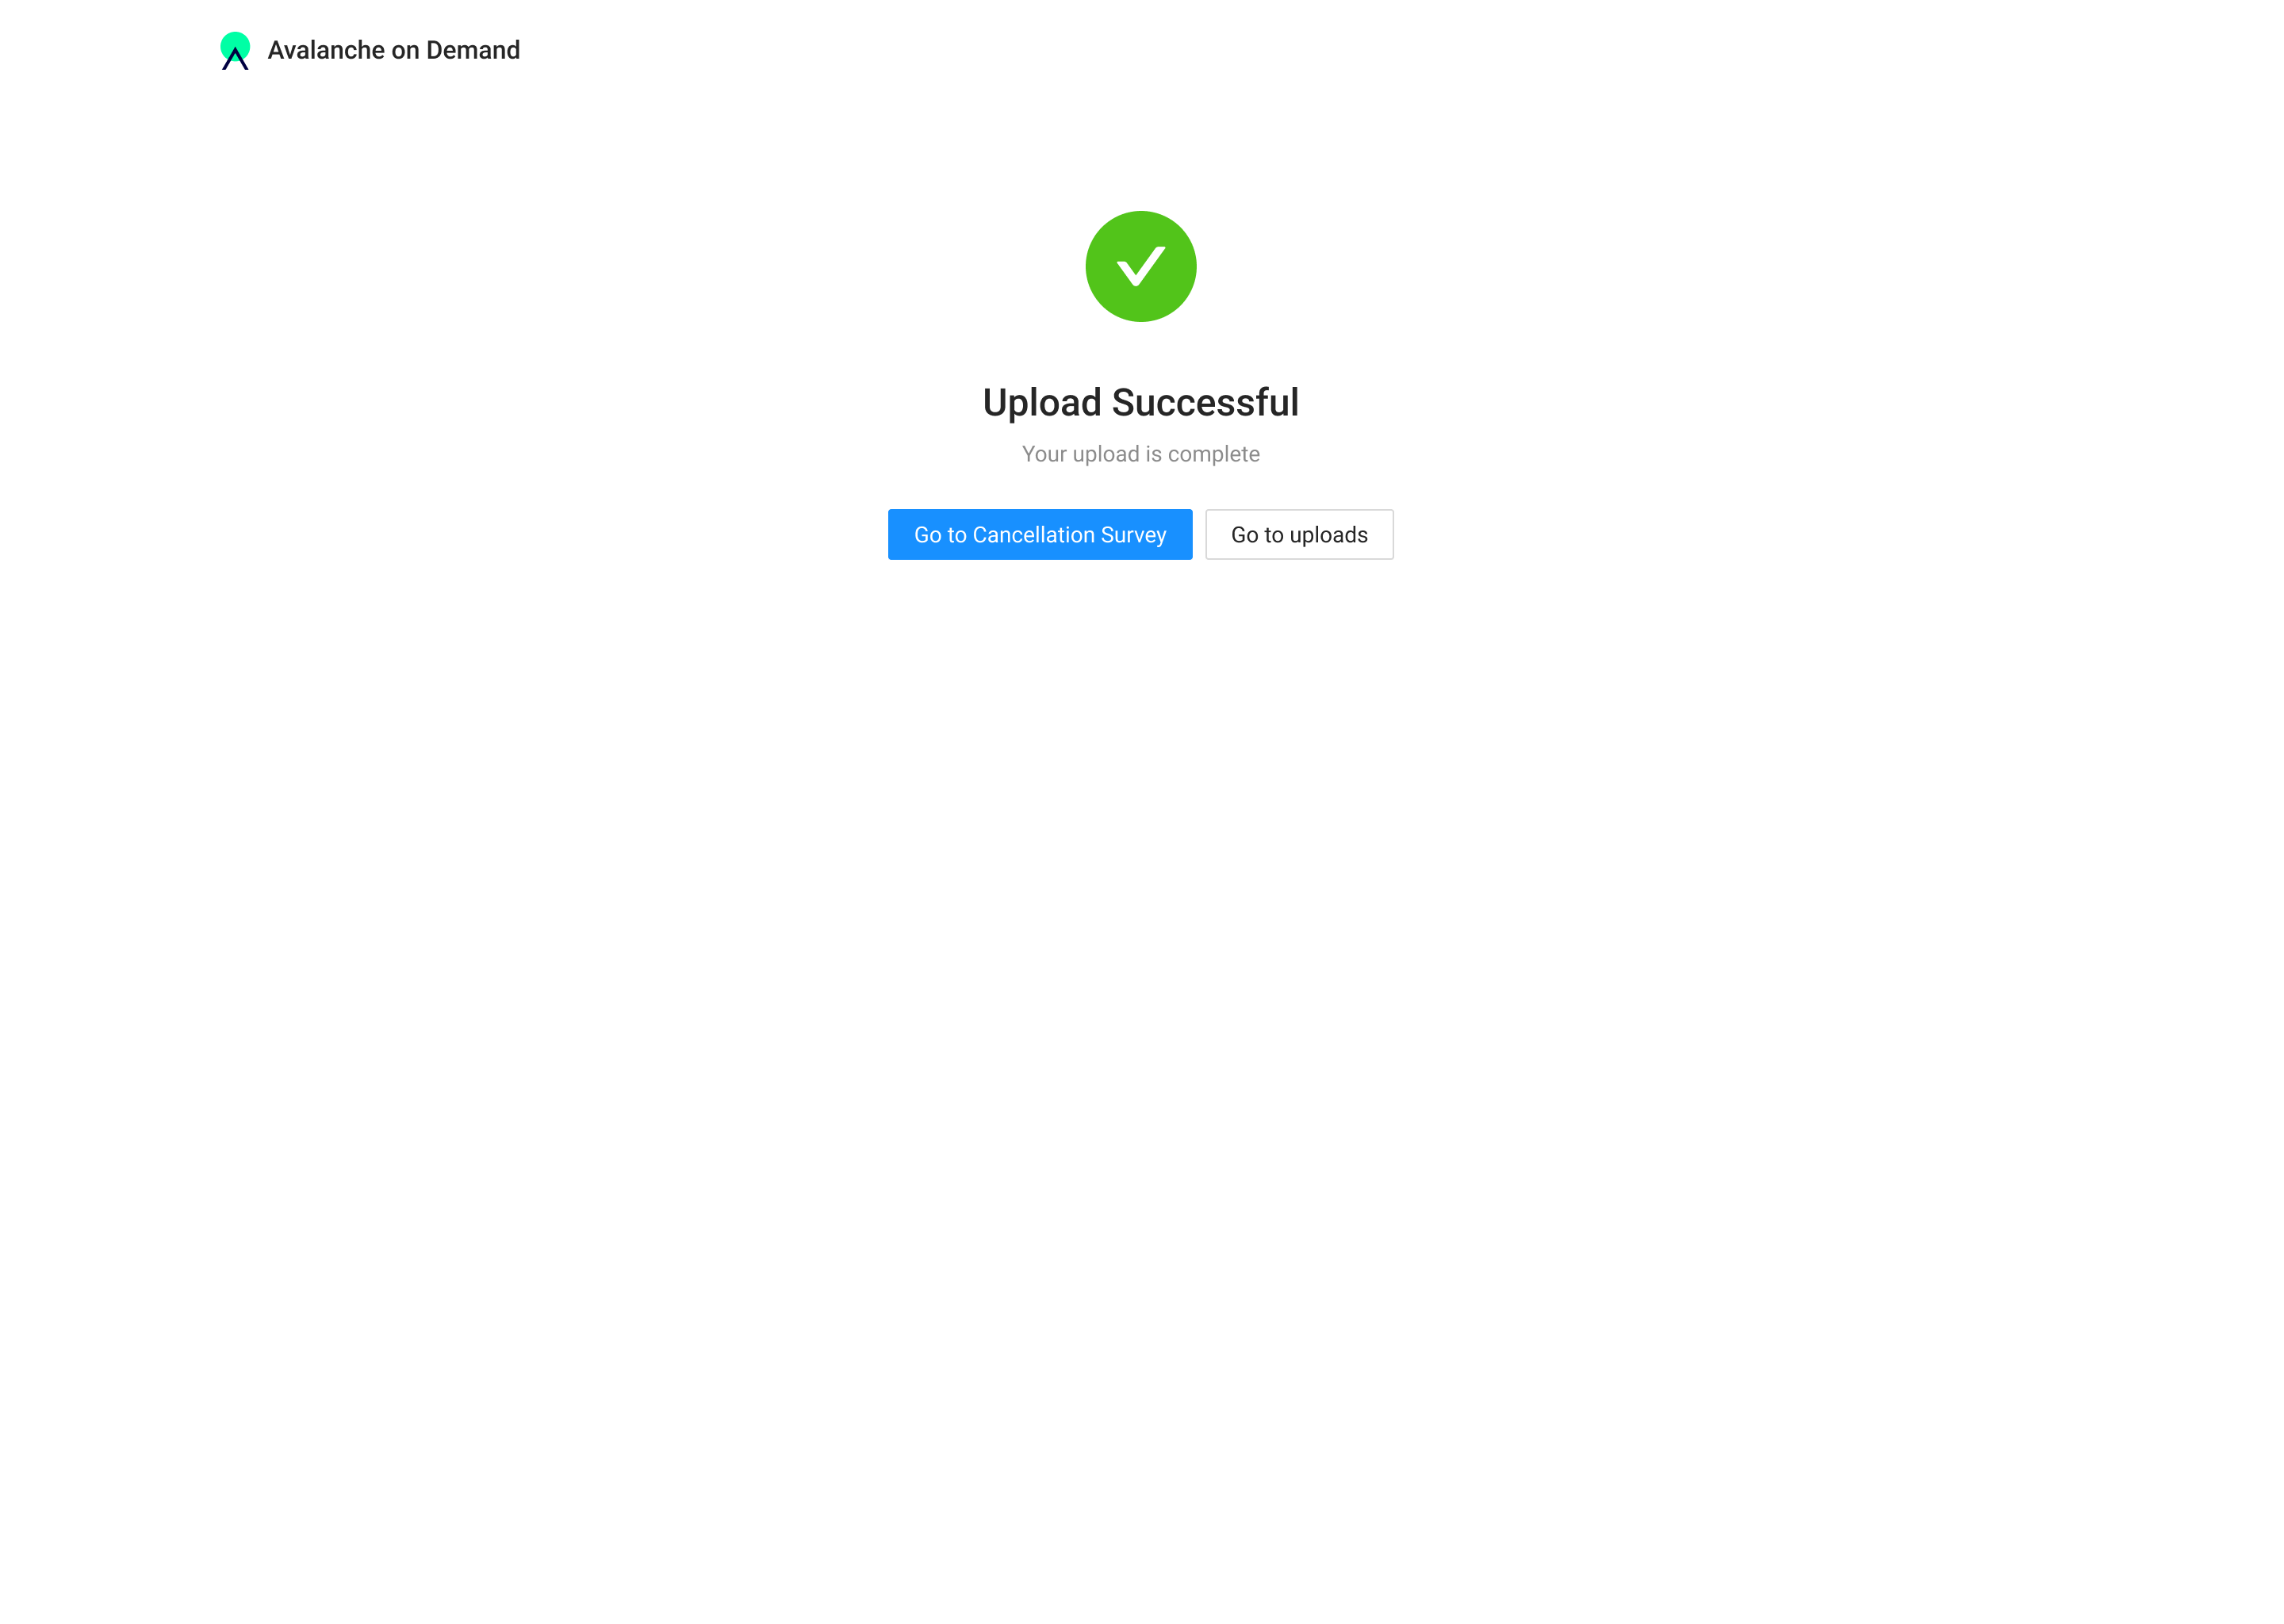 Avalanche on Demand
Upload Successful
Your upload is complete
Go to Cancellation Survey
Go to uploads